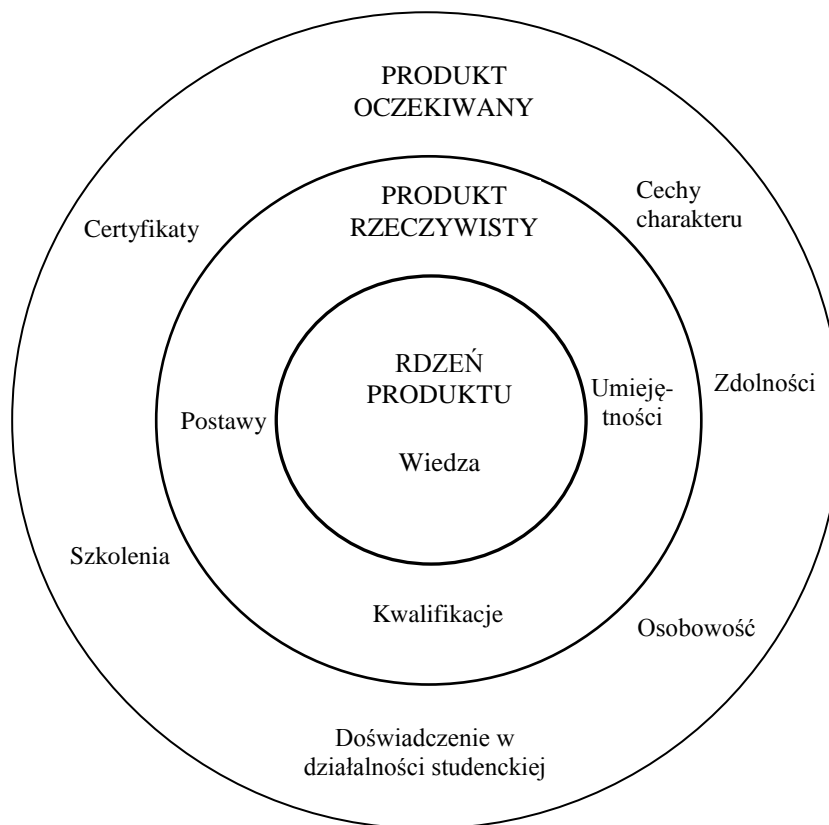 PRODUKT
OCZEKIWANY
PRODUKT
RZECZYWISTY
Cechy
charakteru
Certyfikaty
RDZEŃ
PRODUKTU
Wiedza
Umieję-
tności
Zdolności
Postawy
Szkolenia
Kwalifikacje
Osobowość
Doświadczenie w
działalności studenckiej